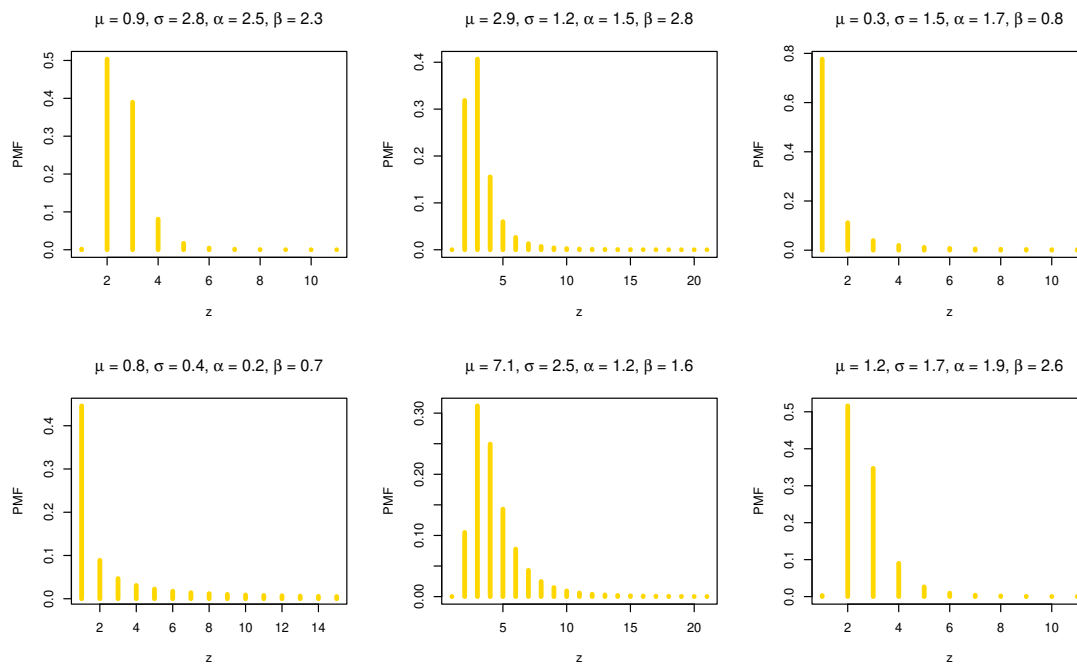 μ = 0.9, σ = 2.8, α = 2.5, β = 2.3
PMF
0.0 0.1 0.2 0.3 0.4 0.5
2 4 6 8 10
z
μ = 2.9, σ = 1.2, α = 1.5, β = 2.8
PMF
0.0 0.1 0.2 0.3 0.4
5 10 15 20
z
μ = 0.3, σ = 1.5, α = 1.7, β = 0.8
PMF
0.0 0.2 0.4 0.6 0.8
2 4 6 8 10
z
μ = 0.8, σ = 0.4, α = 0.2, β = 0.7
PMF
0.0 0.1 0.2 0.3 0.4
2 4 6 8 10 12 14
z
μ = 7.1, σ = 2.5, α = 1.2, β = 1.6
PMF
0.00 0.10 0.20 0.30
5 10 15 20
z
μ = 1.2, σ = 1.7, α = 1.9, β = 2.6
PMF
0.0 0.1 0.2 0.3 0.4 0.5
2 4 6 8 10
z